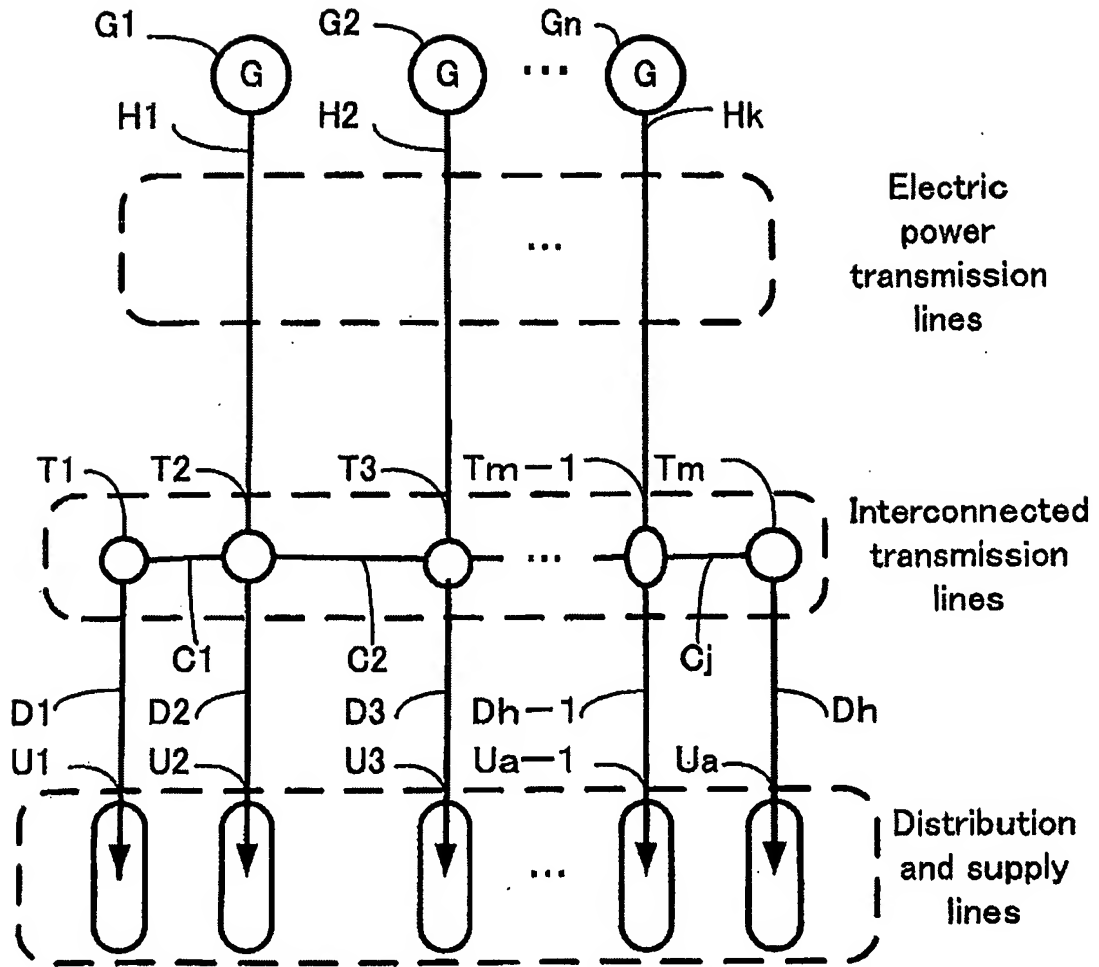 G1 G2 Gn
G G ... G
H1 H2 Hk
Electric
power
transmission
lines
...
T1 T2 T3 Tm-1 Tm
Interconnected
transmission
lines
...
C1 C2 Cj
D1 D2 D3 Dh-1 Dh
U1 U2 U3 Ua-1 Ua
Distribution
and supply
lines
...